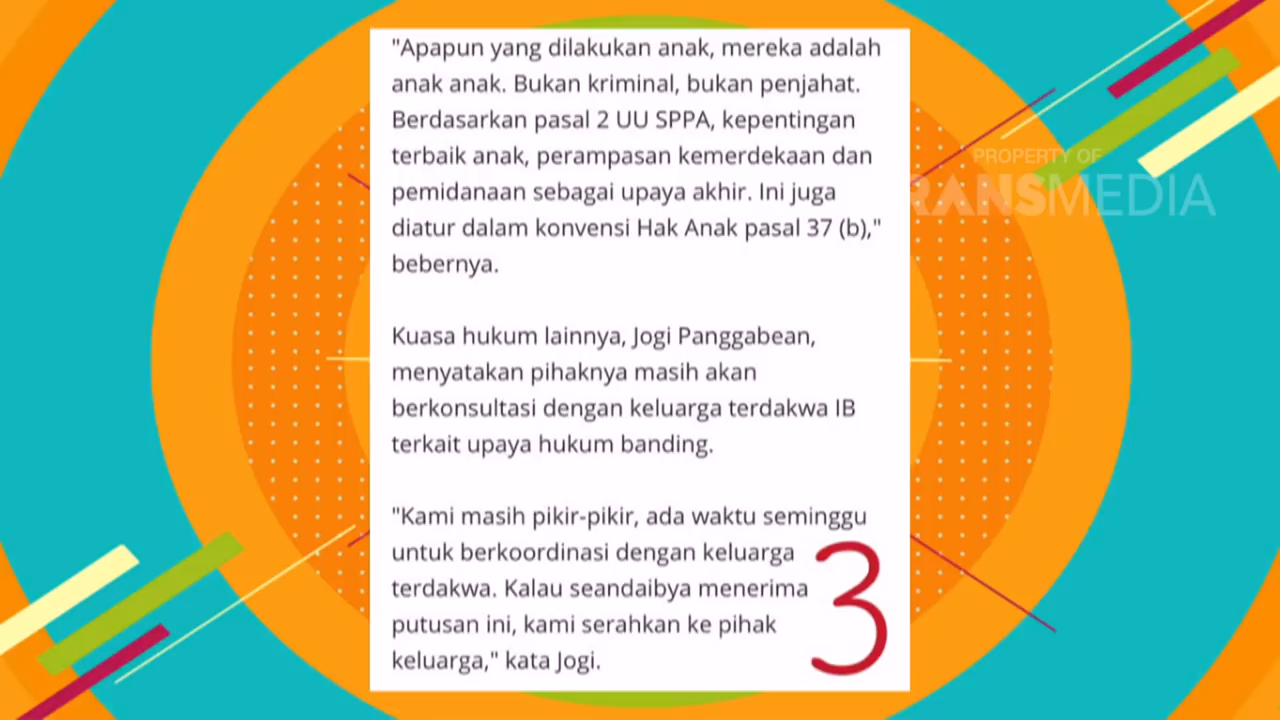 "Apapun yang dilakukan anak, mereka adalah
anak anak. Bukan kriminal, bukan penjahat.
Berdasarkan pasal 2 UU SPPA, kepentingan
terbaik anak, perampasan kemerdekaan dan
pemidanaan sebagai upaya akhir. Ini juga
diatur dalam konvensi Hak Anak pasal 37 (b),"
bebernya.
Kuasa hukum lainnya, Jogi Panggabean,
menyatakan pihaknya masih akan
berkonsultasi dengan keluarga terdakwa IB
terkait upaya hukum banding.
"Kami masih pikir-pikir, ada waktu seminggu
untuk berkoordinasi dengan keluarga
terdakwa. Kalau seandaibya menerima
putusan ini, kami serahkan ke pihak
keluarga," kata Jogi.
3
PROPERTY OF
RANSMEDIA